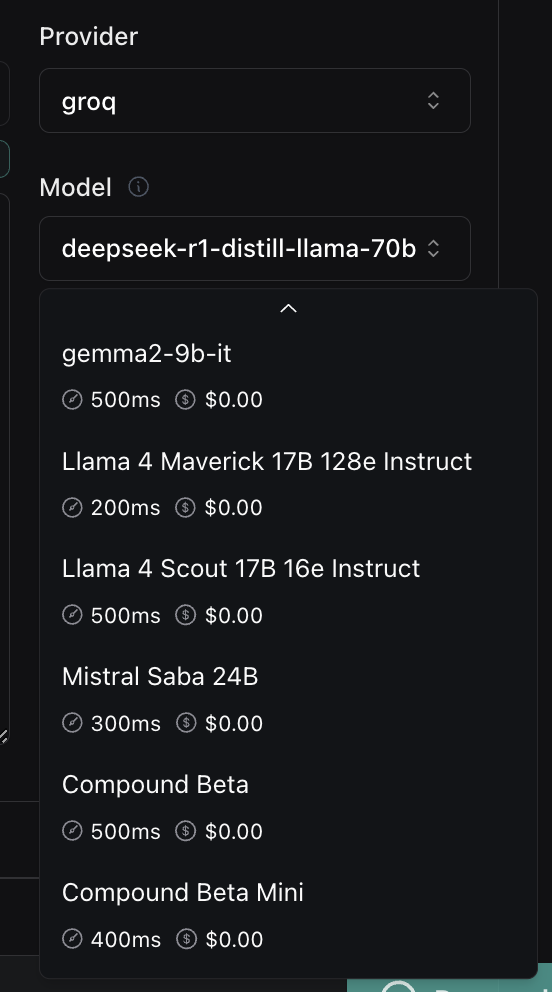 Provider
groq
Model
deepseek-r1-distill-llama-70b
gemma2-9b-it
500ms $0.00
Llama 4 Maverick 17B 128e Instruct
200ms $0.00
Llama 4 Scout 17B 16e Instruct
500ms $0.00
Mistral Saba 24B
300ms $0.00
Compound Beta
500ms $0.00
Compound Beta Mini
400ms $0.00